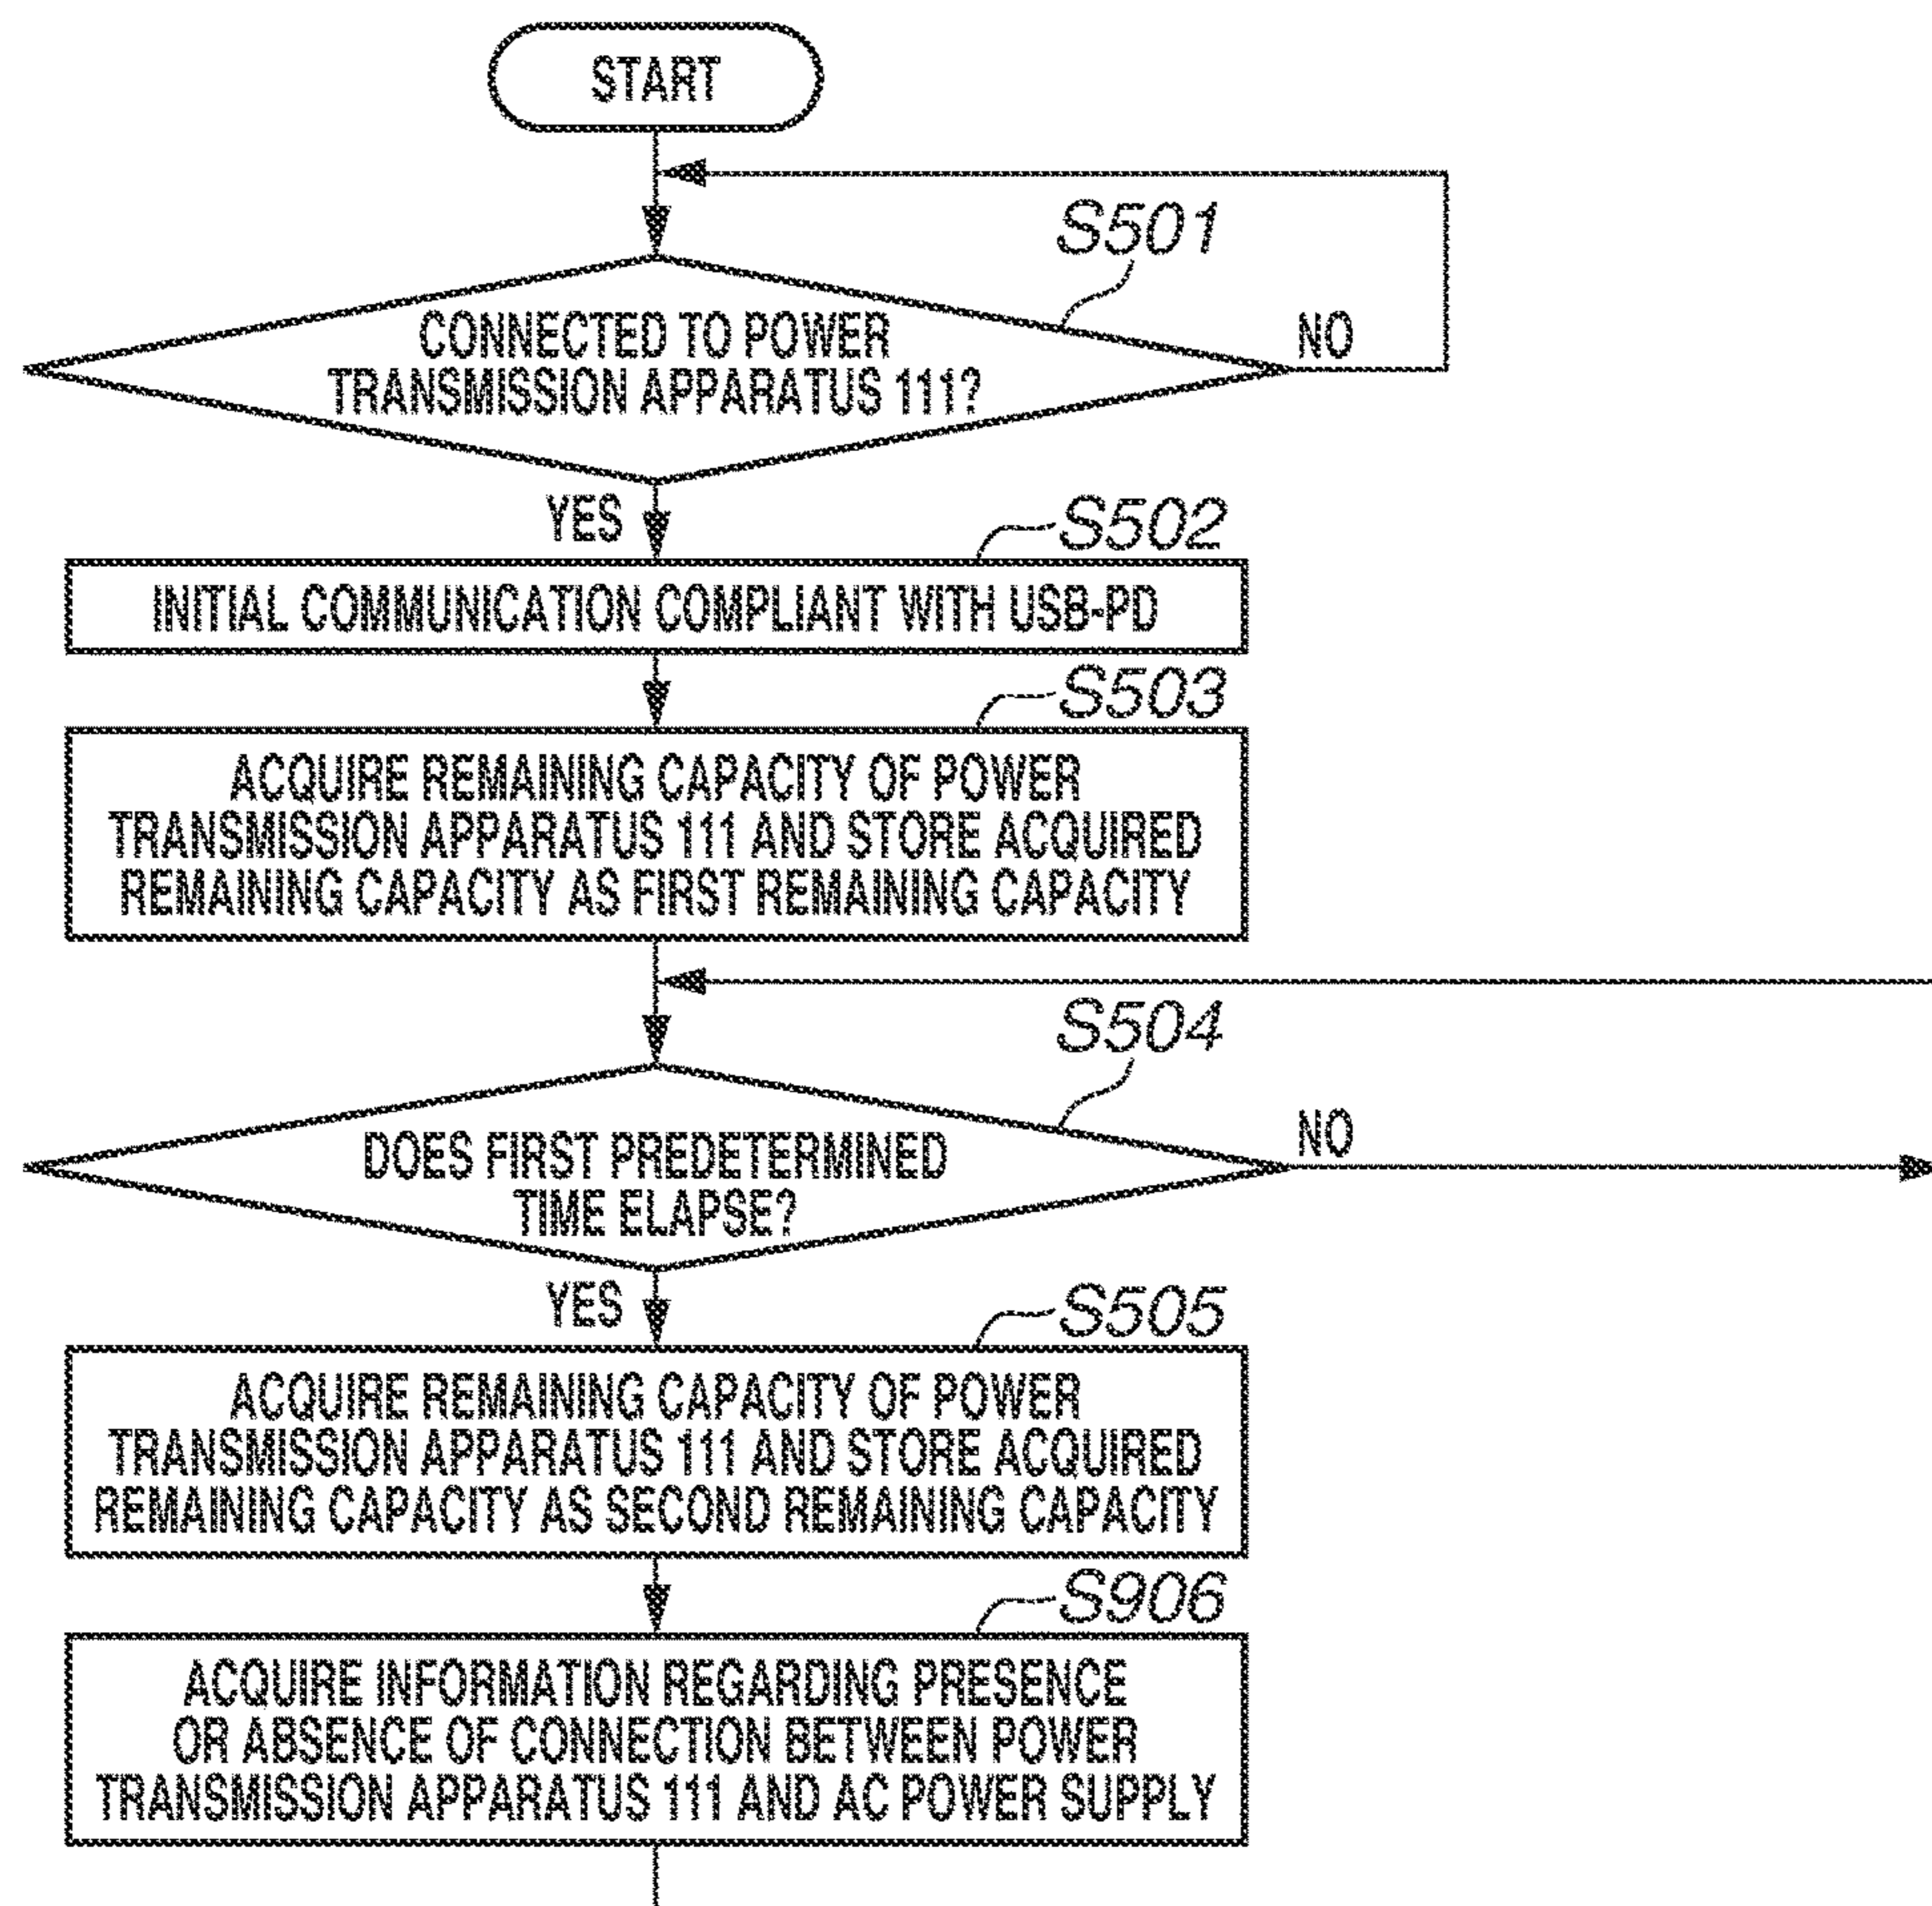 START
S501
CONNECTED TO POWER
TRANSMISSION APPARATUS 111?
NO
YES
S502
INITIAL COMMUNICATION COMPLIANT WITH USB-PD
S503
ACQUIRE REMAINING CAPACITY OF POWER
TRANSMISSION APPARATUS 111 AND STORE ACQUIRED
REMAINING CAPACITY AS FIRST REMAINING CAPACITY
S504
DOES FIRST PREDETERMINED
TIME ELAPSE?
NO
YES
S505
ACQUIRE REMAINING CAPACITY OF POWER
TRANSMISSION APPARATUS 111 AND STORE ACQUIRED
REMAINING CAPACITY AS SECOND REMAINING CAPACITY
S906
ACQUIRE INFORMATION REGARDING PRESENCE
OR ABSENCE OF CONNECTION BETWEEN POWER
TRANSMISSION APPARATUS 111 AND AC POWER SUPPLY